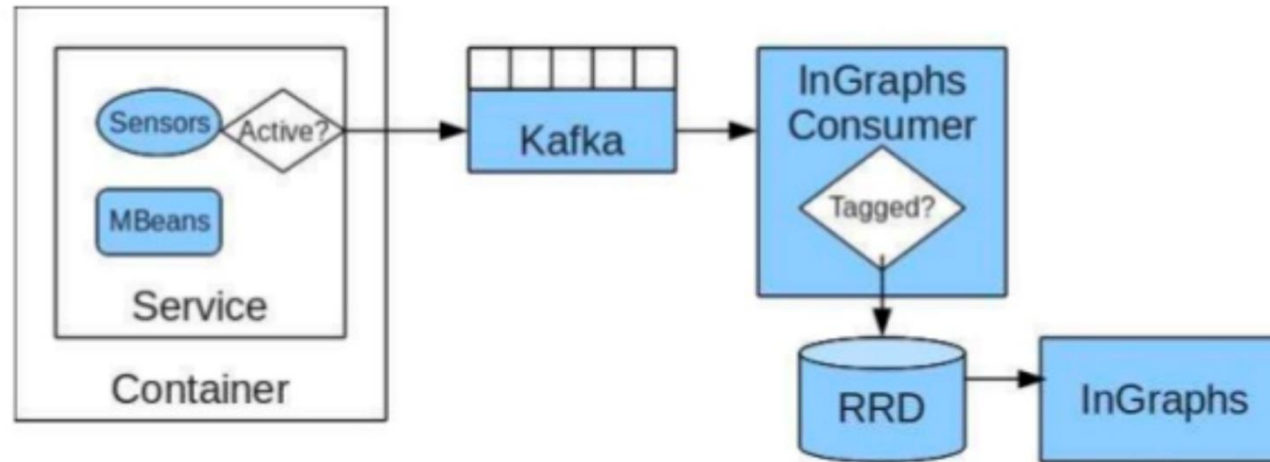 Sensors
Active?
MBeans
Service
Container
Kafka
InGraphs
Consumer
Tagged?
RRD
InGraphs